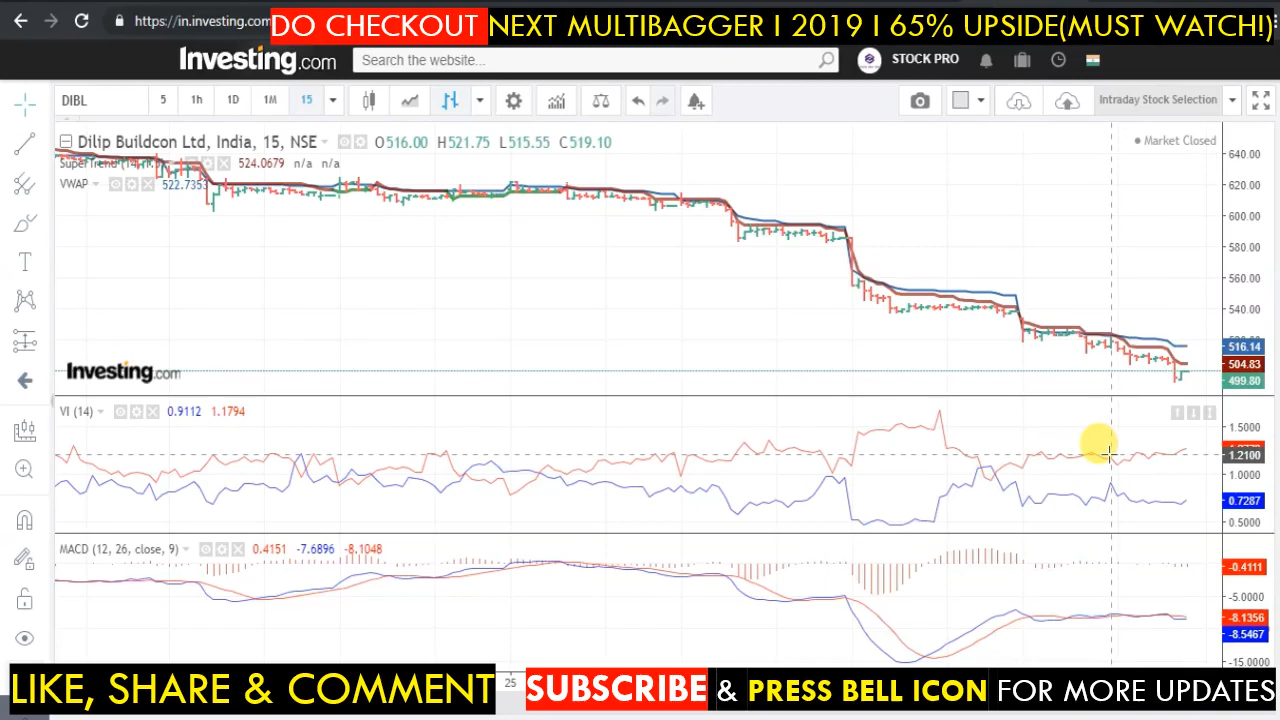 https://in.investing.com
DO CHECKOUT NEXT MULTIBAGGER I 2019 I 65% UPSIDE(MUST WATCH!)
Investing.com
Search the website...
STOCK PRO
DIBL
5
1h
1D
1M
15
Intraday Stock Selection
Dilip Buildcon Ltd, India, 15, NSE
O516.00 H521.75 L515.55 C519.10
Market Closed
524.0679 n/a n/a
VWAP
522.7353
640.00
620.00
600.00
580.00
560.00
540.00
516.14
504.83
499.80
Investing.com
VI (14)
0.9112
1.1794
1.5000
1.2100
1.0000
0.7287
0.5000
MACD (12, 26, close, 9)
0.4151
-7.6896
-8.1048
-0.4111
-5.0000
-8.1356
-8.5467
-15.0000
LIKE, SHARE & COMMENT
25
SUBSCRIBE & PRESS BELL ICON FOR MORE UPDATES